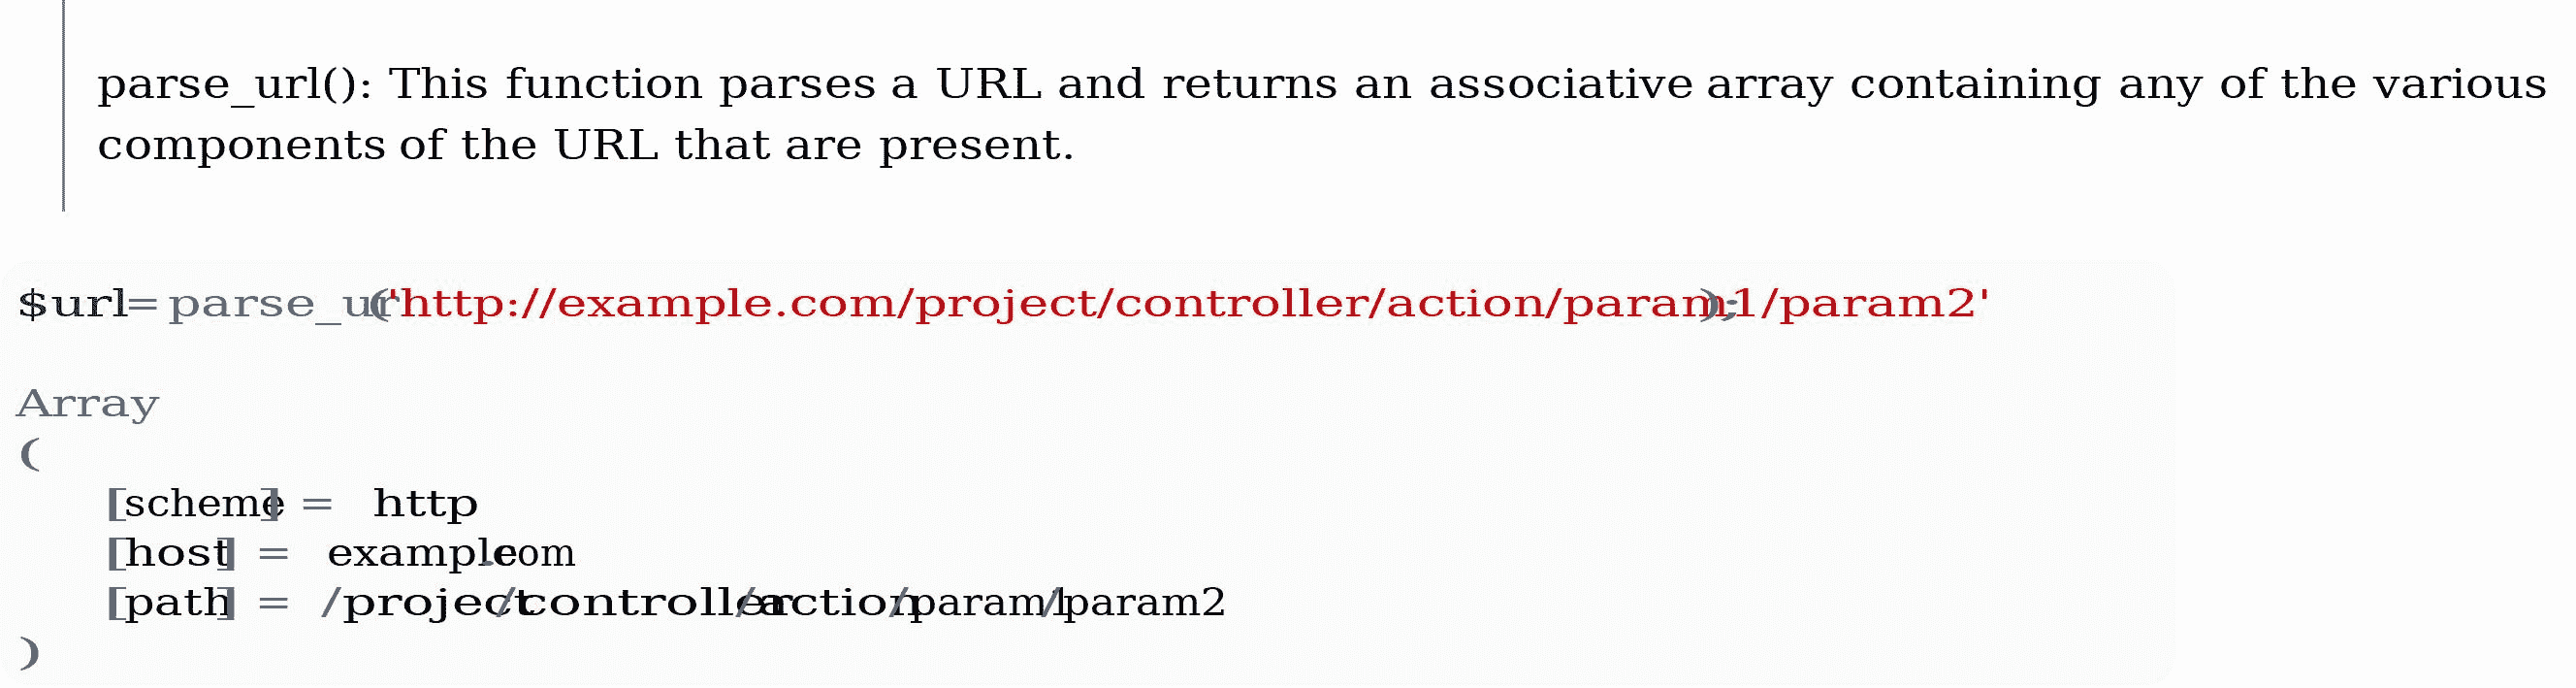 parse_url(): This function parses a URL and returns an associative array containing any of the various
components of the URL that are present.
$url= parse_url('http://example.com/project/controller/action/param1/param2');
Array
(
[scheme] = http
[host] = example.com
[path] = /project/controller/action/param1/param2
)